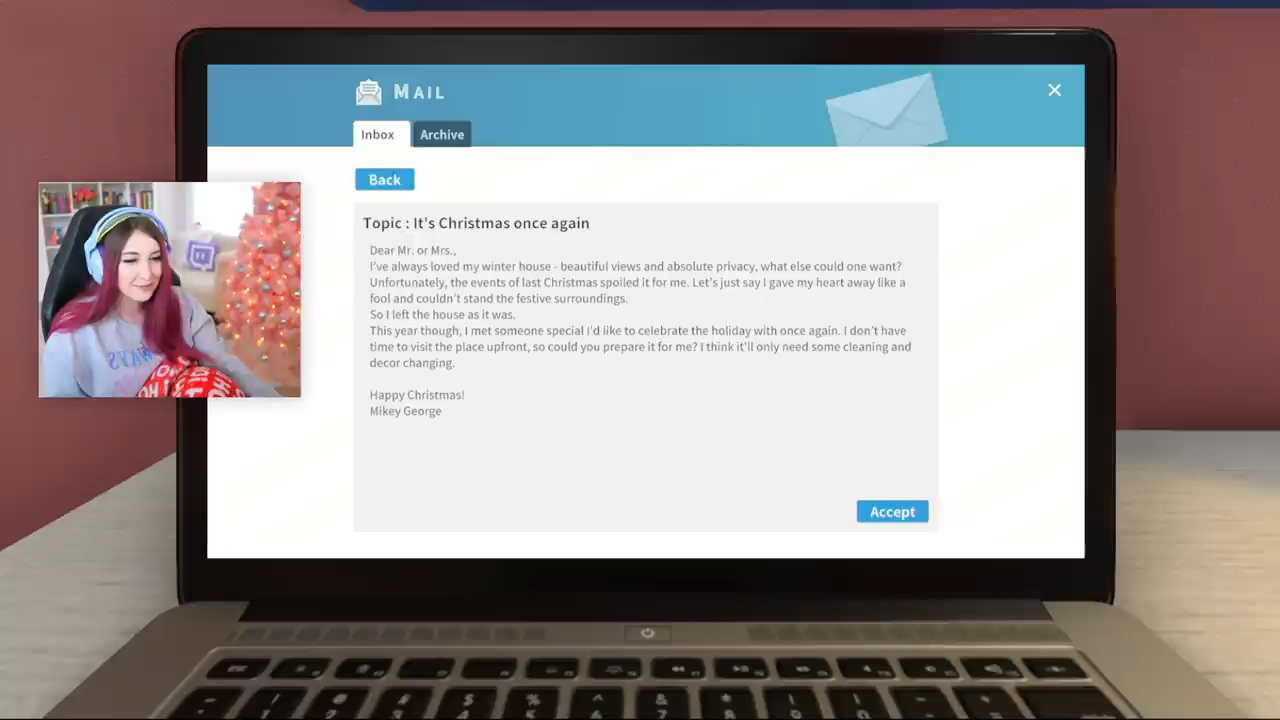 MAIL
Inbox
Archive
Back
Topic : It's Christmas once again
Dear Mr. or Mrs.,
I've always loved my winter house - beautiful views and absolute privacy, what else could one want?
Unfortunately, the events of last Christmas spoiled it for me. Let's just say I gave my heart away like a
fool and couldn't stand the festive surroundings.
So I left the house as it was.
This year though, I met someone special I'd like to celebrate the holiday with once again. I don't have
time to visit the place upfront, so could you prepare it for me? I think it'll only need some cleaning and
decor changing.
Happy Christmas!
Mikey George
Accept